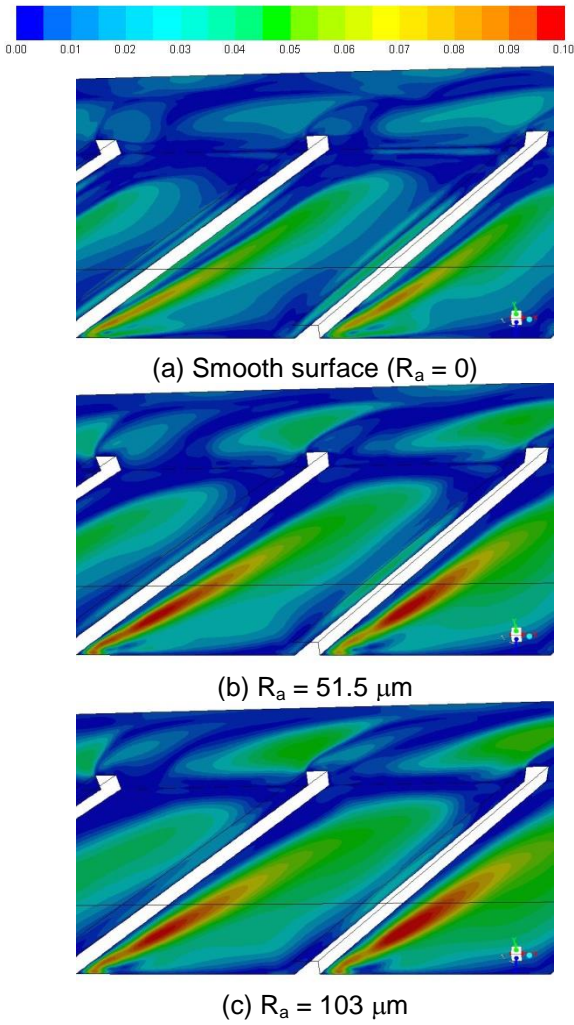 0.00 0.01 0.02 0.03 0.04 0.05 0.06 0.07 0.08 0.09 0.10
(a) Smooth surface (Rₐ = 0)
(b) Rₐ = 51.5 μm
(c) Rₐ = 103 μm